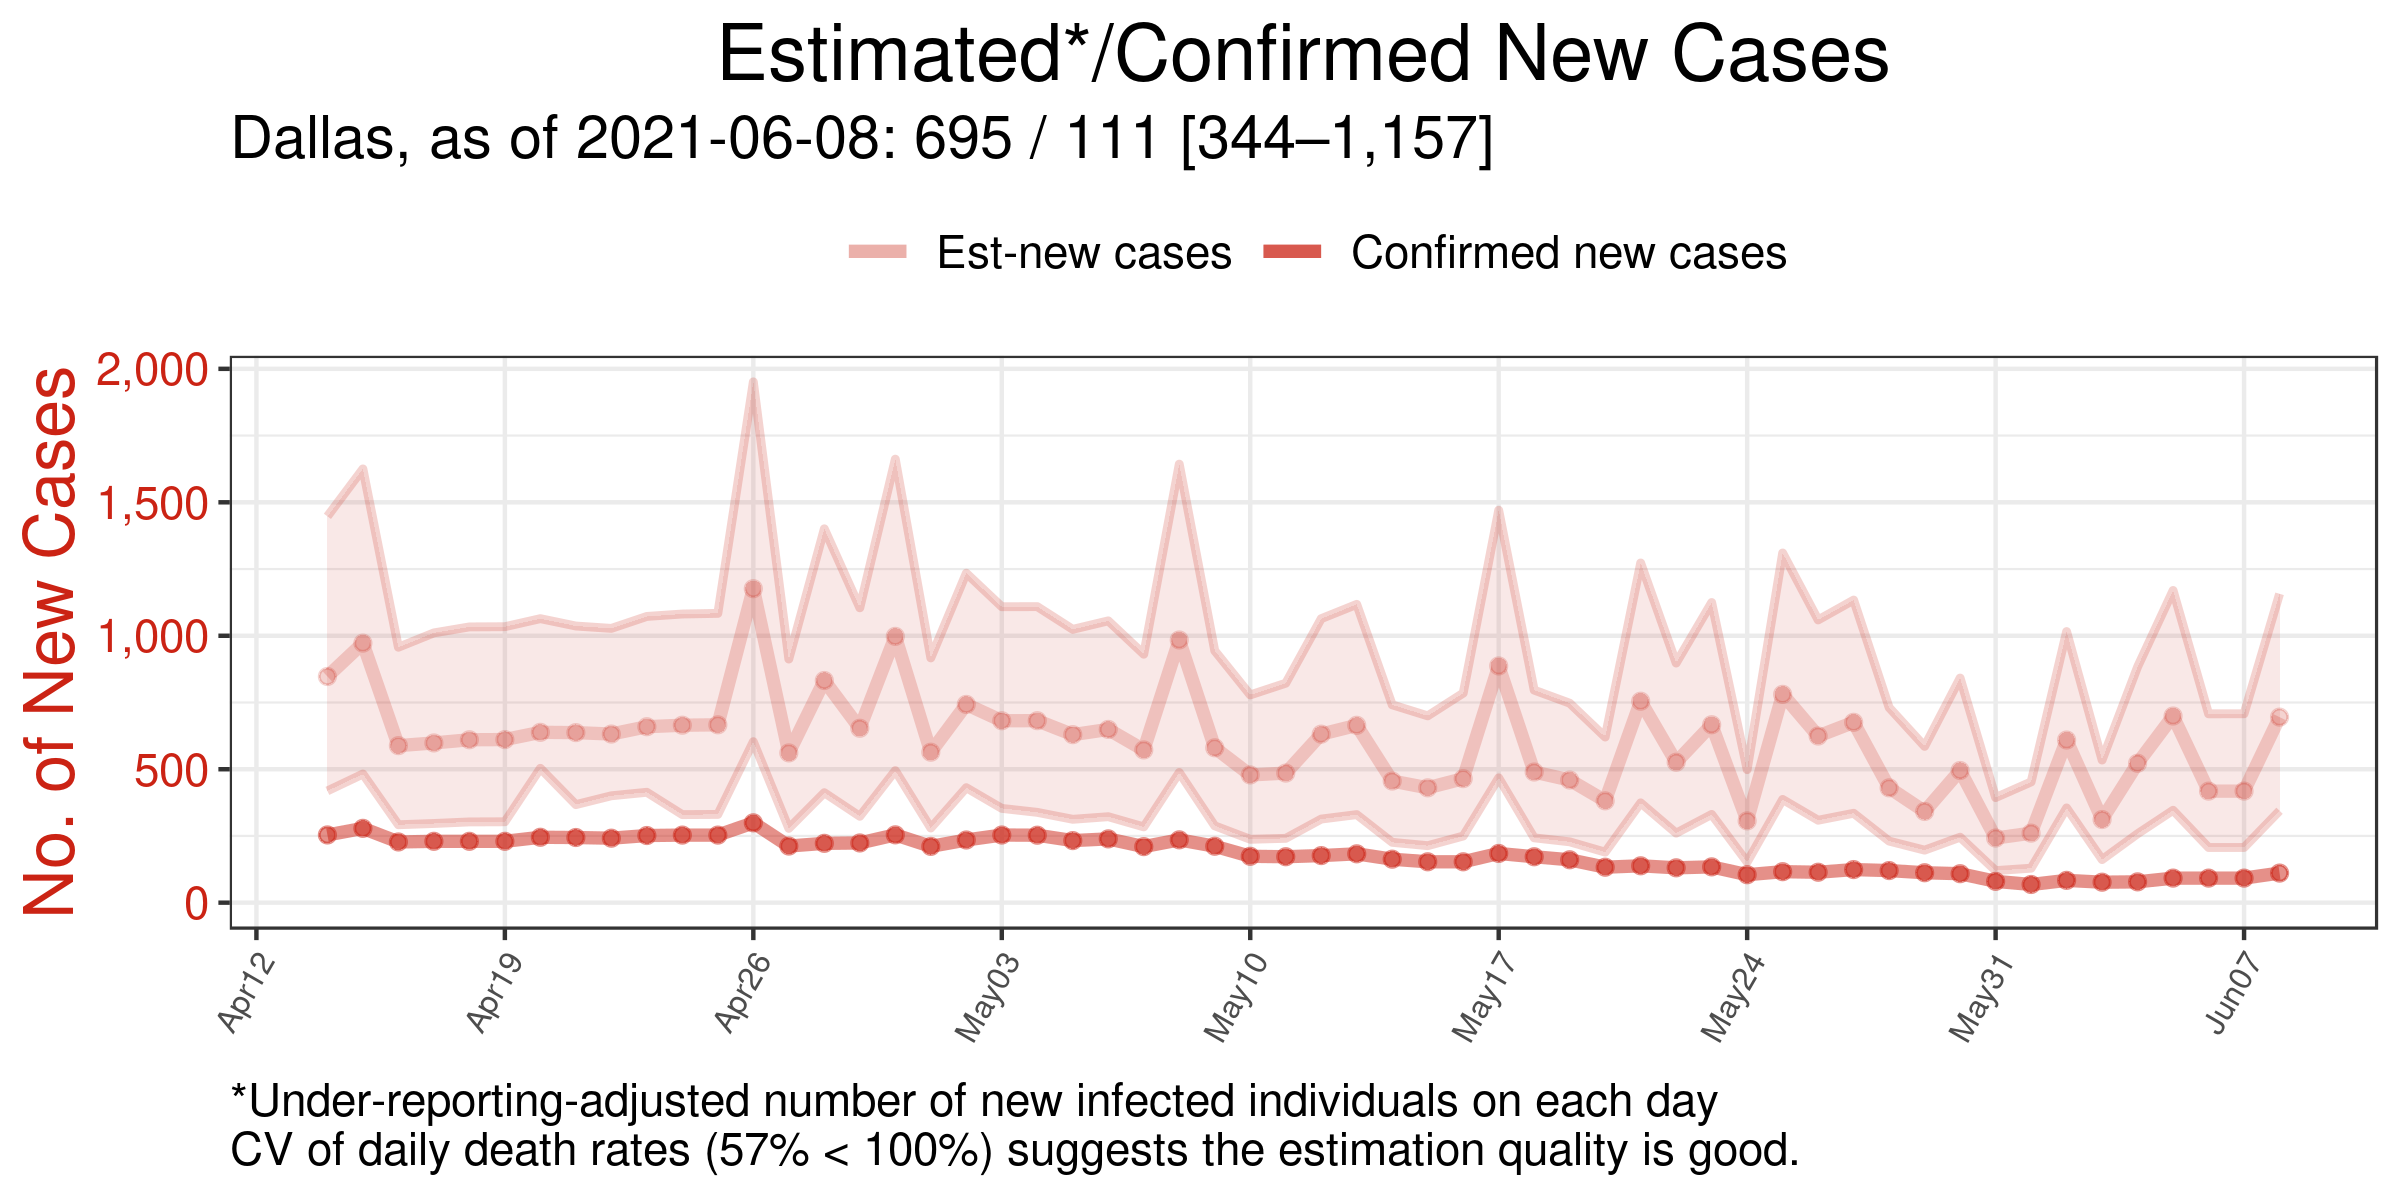 Estimated*/Confirmed New Cases
Dallas, as of 2021-06-08: 695 / 111 [344–1,157]
Est-new cases Confirmed new cases
No. of New Cases
2,000
1,500
1,000
500
0
Apr12 Apr19 Apr26 May03 May10 May17 May24 May31 Jun07
*Under-reporting-adjusted number of new infected individuals on each day
CV of daily death rates (57% < 100%) suggests the estimation quality is good.